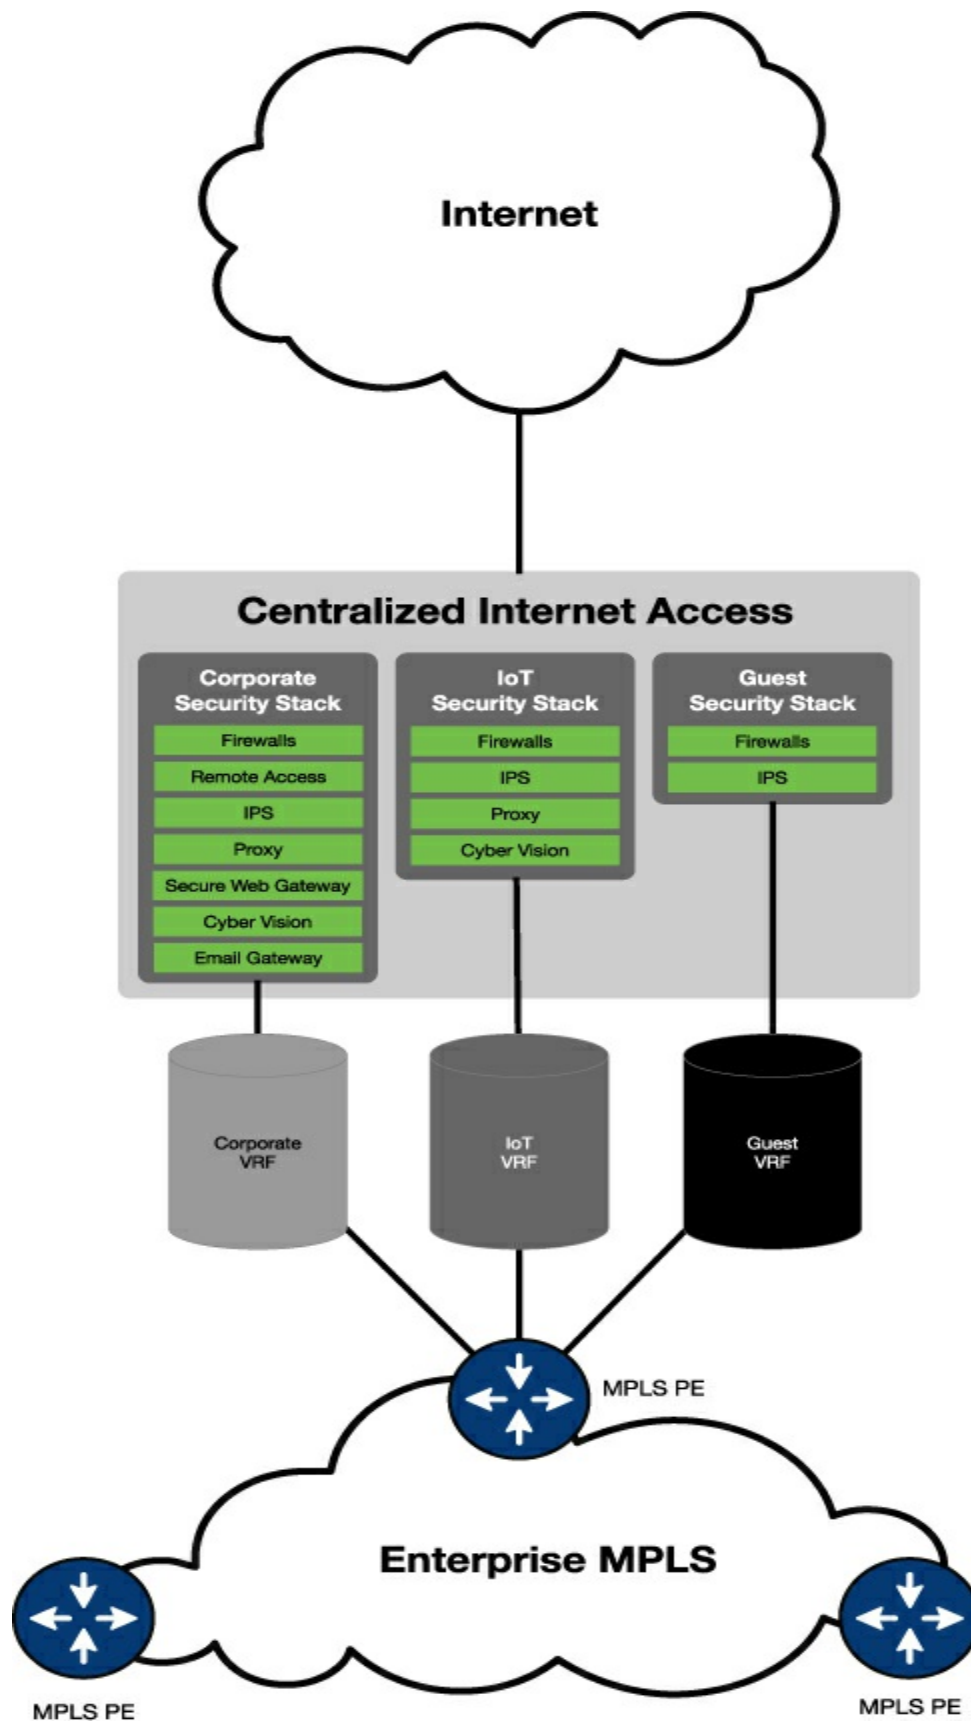 Internet
Centralized Internet Access
Corporate
Security Stack
Firewalls
Remote Access
IPS
Proxy
Secure Web Gateway
Cyber Vision
Email Gateway
IoT
Security Stack
Firewalls
IPS
Proxy
Cyber Vision
Guest
Security Stack
Firewalls
IPS
Corporate
VRF
IoT
VRF
Guest
VRF
MPLS PE
Enterprise MPLS
MPLS PE
MPLS PE